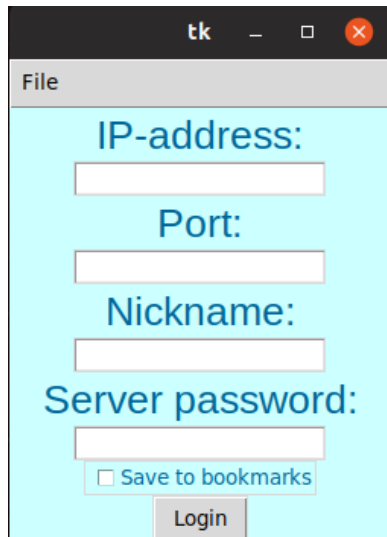 tk
File
IP-address:
Port:
Nickname:
Server password:
Save to bookmarks
Login